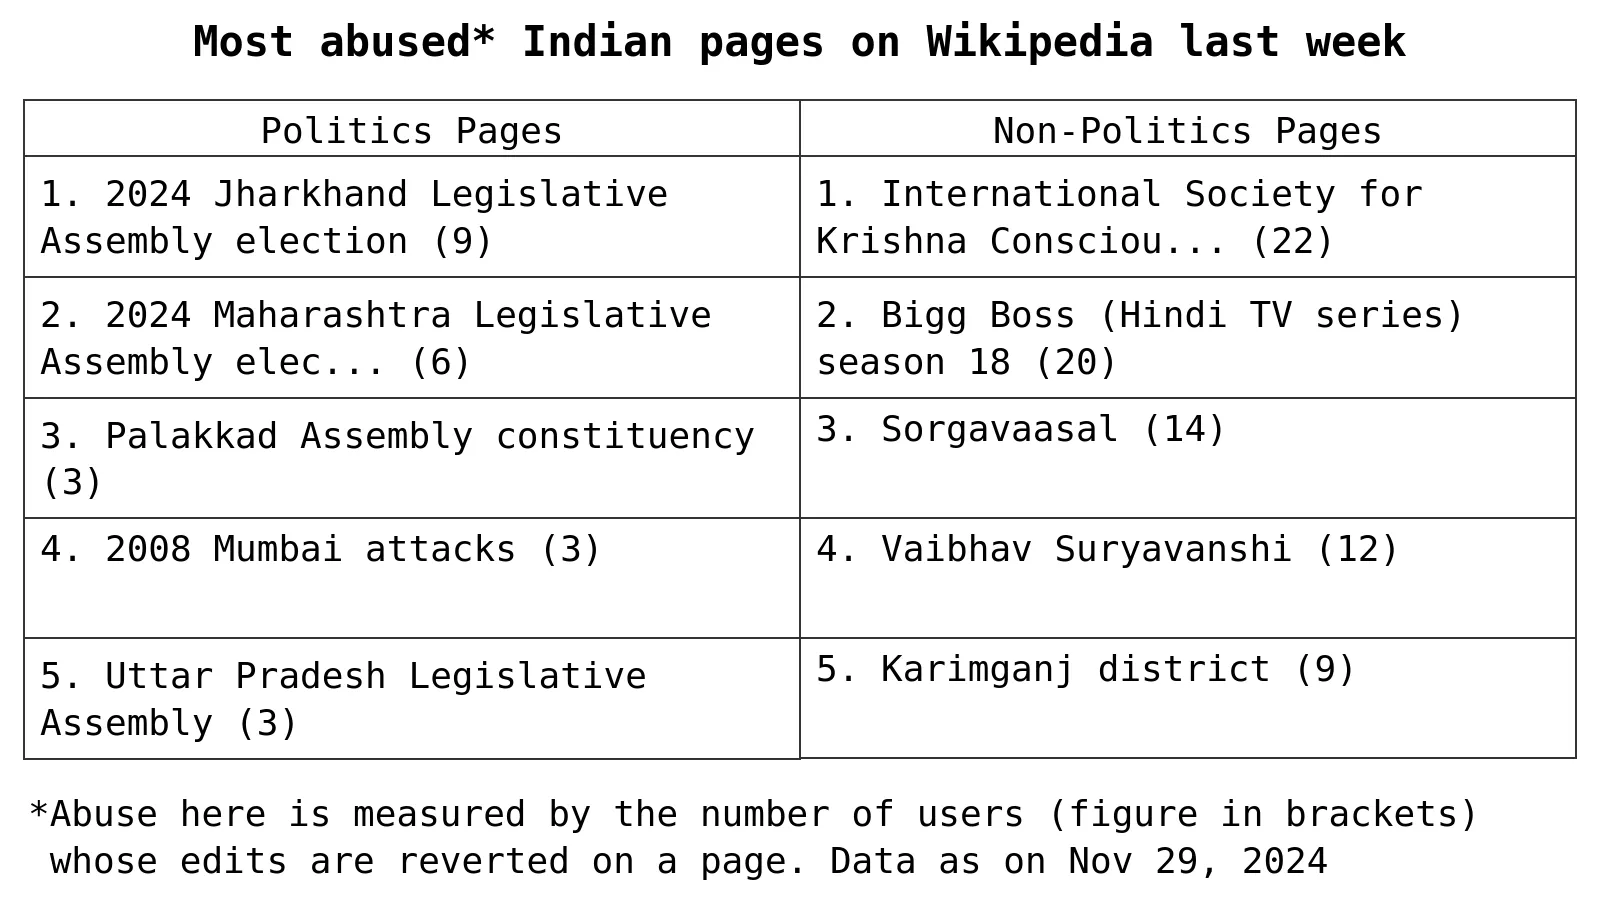 Most abused* Indian pages on Wikipedia last week
Politics Pages
Non-Politics Pages
1. 2024 Jharkhand Legislative
Assembly election (9)
1. International Society for
Krishna Consciou... (22)
2. 2024 Maharashtra Legislative
Assembly elec... (6)
2. Bigg Boss (Hindi TV series)
season 18 (20)
3. Palakkad Assembly constituency
(3)
3. Sorgavaasal (14)
4. 2008 Mumbai attacks (3)
4. Vaibhav Suryavanshi (12)
5. Uttar Pradesh Legislative
Assembly (3)
5. Karimganj district (9)
*Abuse here is measured by the number of users (figure in brackets)
whose edits are reverted on a page. Data as on Nov 29, 2024